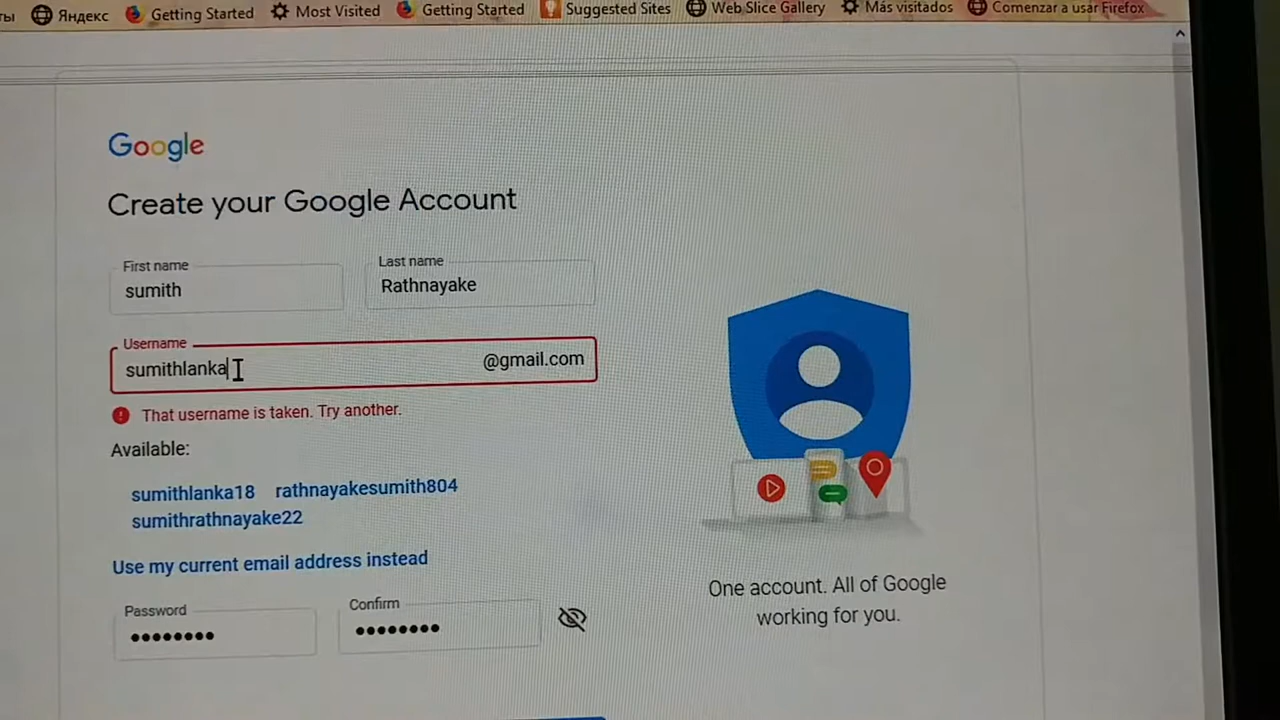 ты Яндекс Getting Started Most Visited Getting Started Suggested Sites Web Slice Gallery Más visitados Comenzar a usar Firefox
Google
Create your Google Account
First name Last name
sumith Rathnayake
Username
sumithlanka @gmail.com
That username is taken. Try another.
Available:
sumithlanka18 rathnayakesumith804
sumithrathnayake22
Use my current email address instead
Password Confirm
•••••••• ••••••••
One account. All of Google
working for you.